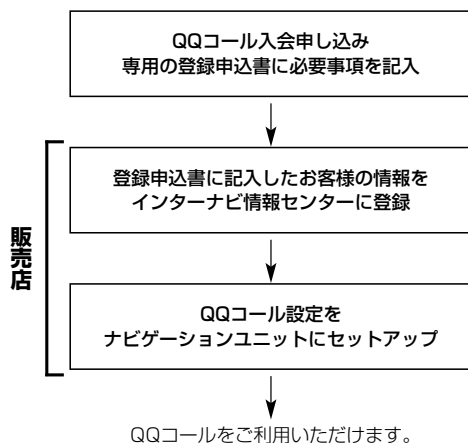 QQコール入会申し込み
専用の登録申込書に必要事項を記入
販売店
登録申込書に記入したお客様の情報を
インターナビ情報センターに登録
QQコール設定を
ナビゲーションユニットにセットアップ
QQコールをご利用いただけます。